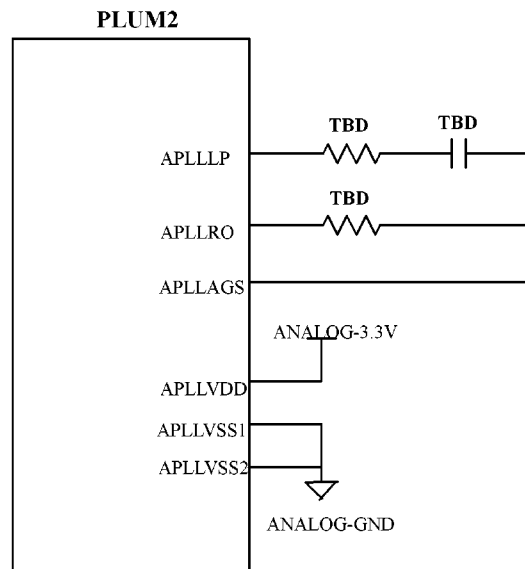 PLUM2
TBD
TBD
APLLLP
TBD
APLLRO
APLLAGS
ANALOG-3.3V
APLLVDD
APLLVSS1
APLLVSS2
ANALOG-GND